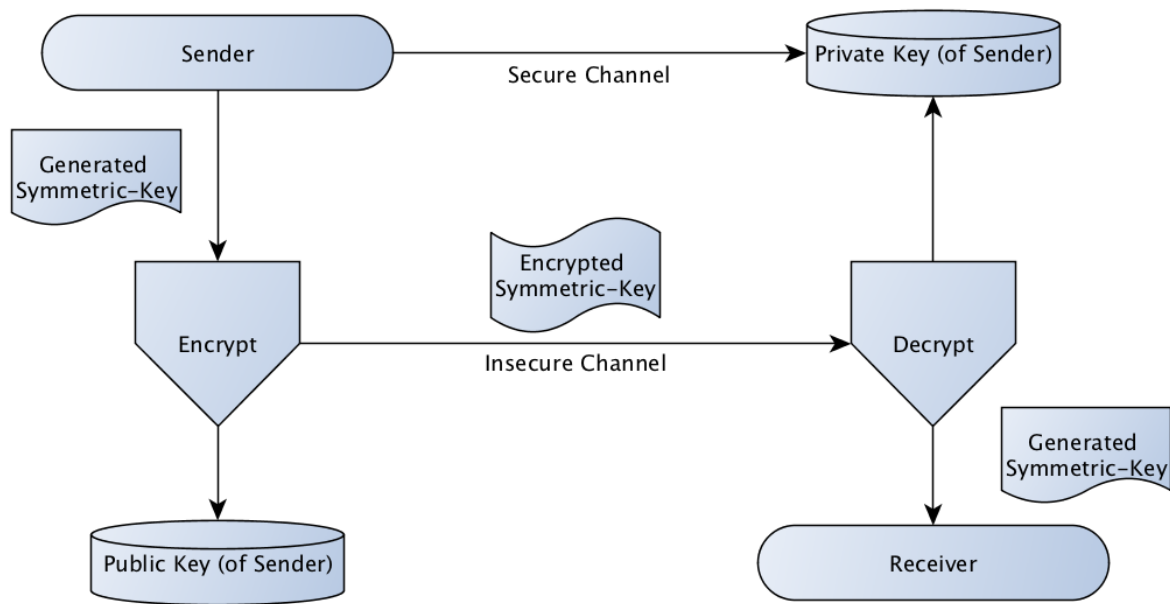 Sender
Secure Channel
Private Key (of Sender)
Generated
Symmetric-Key
Encrypted
Symmetric-Key
Encrypt
Insecure Channel
Decrypt
Generated
Symmetric-Key
Public Key (of Sender)
Receiver